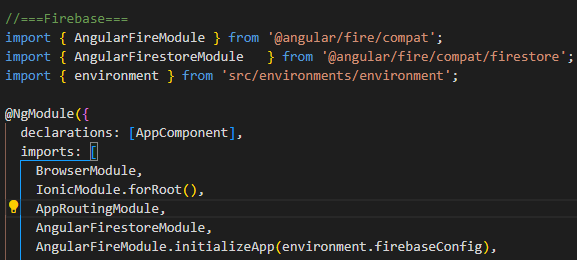 //===Firebase===
import { AngularFireModule } from '@angular/fire/compat';
import { AngularFirestoreModule   } from '@angular/fire/compat/firestore';
import { environment } from 'src/environments/environment';
@NgModule({
  declarations: [AppComponent],
  imports: [
    BrowserModule,
    IonicModule.forRoot(),
    AppRoutingModule,
    AngularFirestoreModule,
    AngularFireModule.initializeApp(environment.firebaseConfig),